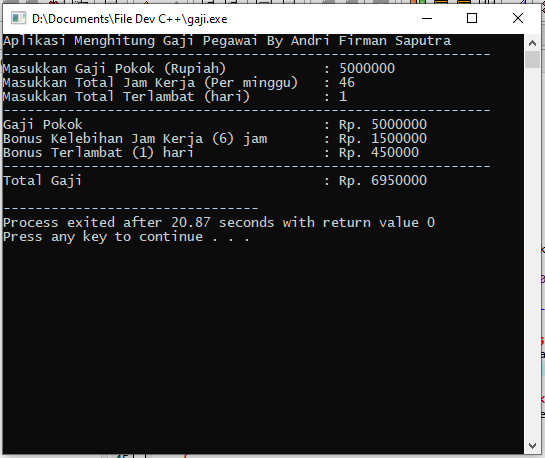 D:\Documents\File Dev C++\gaji.exe
Aplikasi Menghitung Gaji Pegawai By Andri Firman Saputra
-------------------------------------------------------------
Masukkan Gaji Pokok (Rupiah) : 5000000
Masukkan Total Jam Kerja (Per minggu) : 46
Masukkan Total Terlambat (hari) : 1
-------------------------------------------------------------
Gaji Pokok : Rp. 5000000
Bonus Kelebihan Jam Kerja (6) jam : Rp. 1500000
Bonus Terlambat (1) hari : Rp. 450000
-------------------------------------------------------------
Total Gaji : Rp. 6950000
--------------------------------
Process exited after 20.87 seconds with return value 0
Press any key to continue . . .